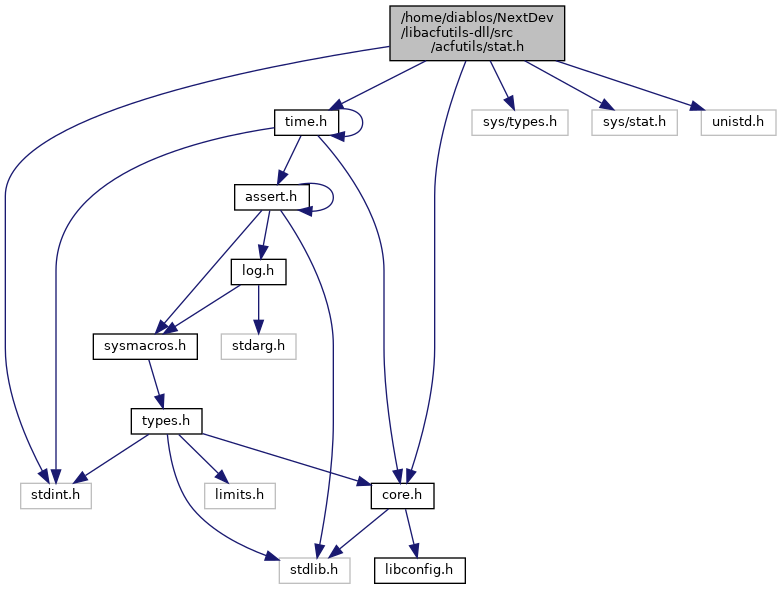 /home/diablos/NextDev
/libacfutils-dll/src
/acfutils/stat.h
time.h
sys/types.h
sys/stat.h
unistd.h
assert.h
log.h
sysmacros.h
stdarg.h
types.h
stdint.h
limits.h
core.h
stdlib.h
libconfig.h